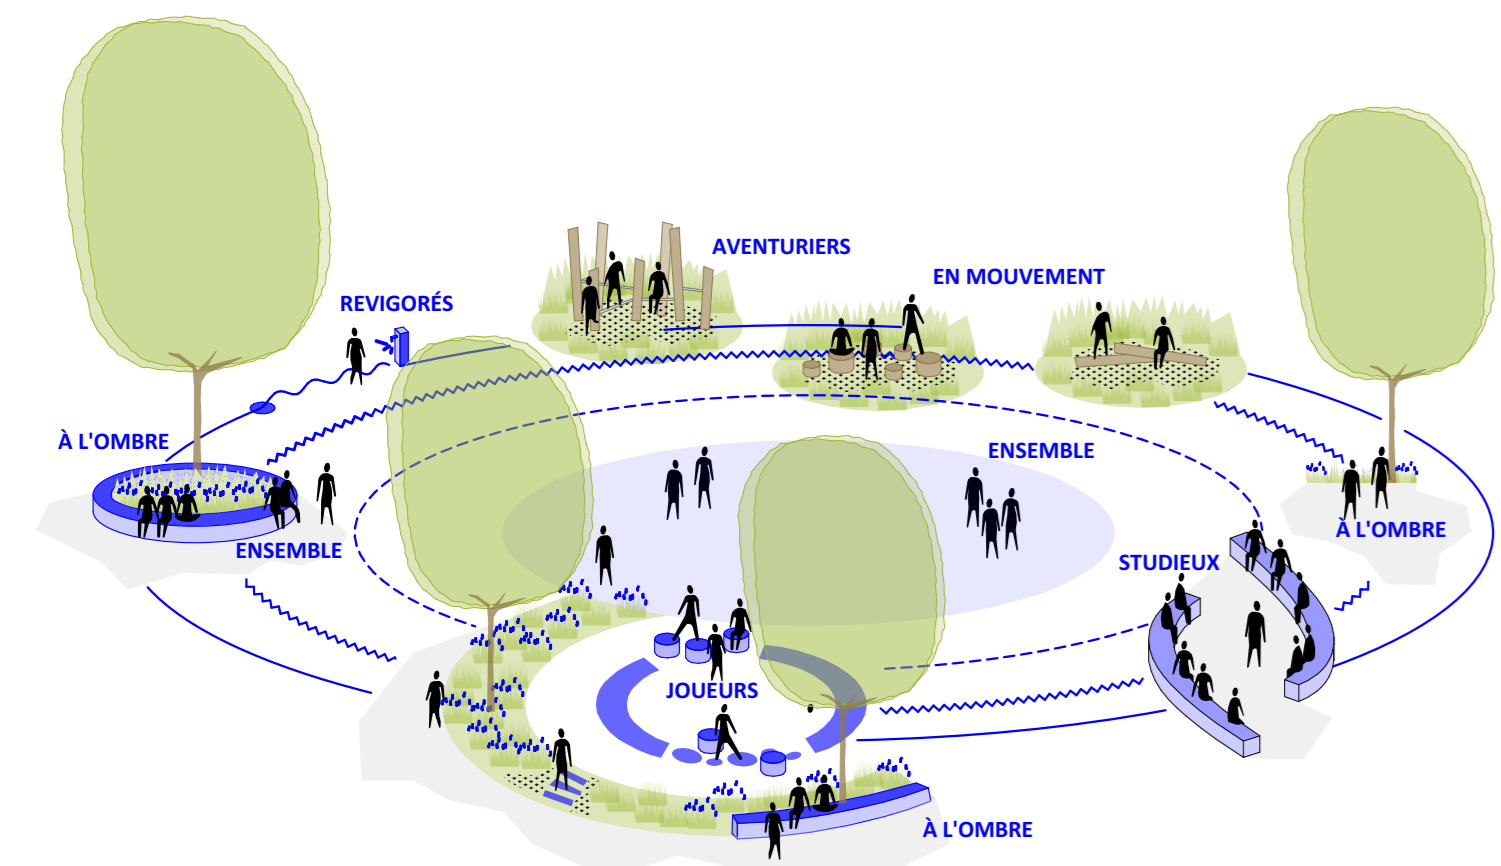 AVENTURIERS
EN MOUVEMENT
REVIGORÉS
À L'OMBRE
ENSEMBLE
ENSEMBLE
À L'OMBRE
STUDIEUX
JOUEURS
À L'OMBRE